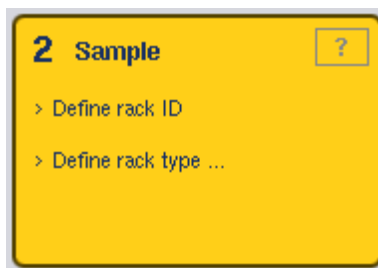 2 Sample ?
> Define rack ID
> Define rack type ...